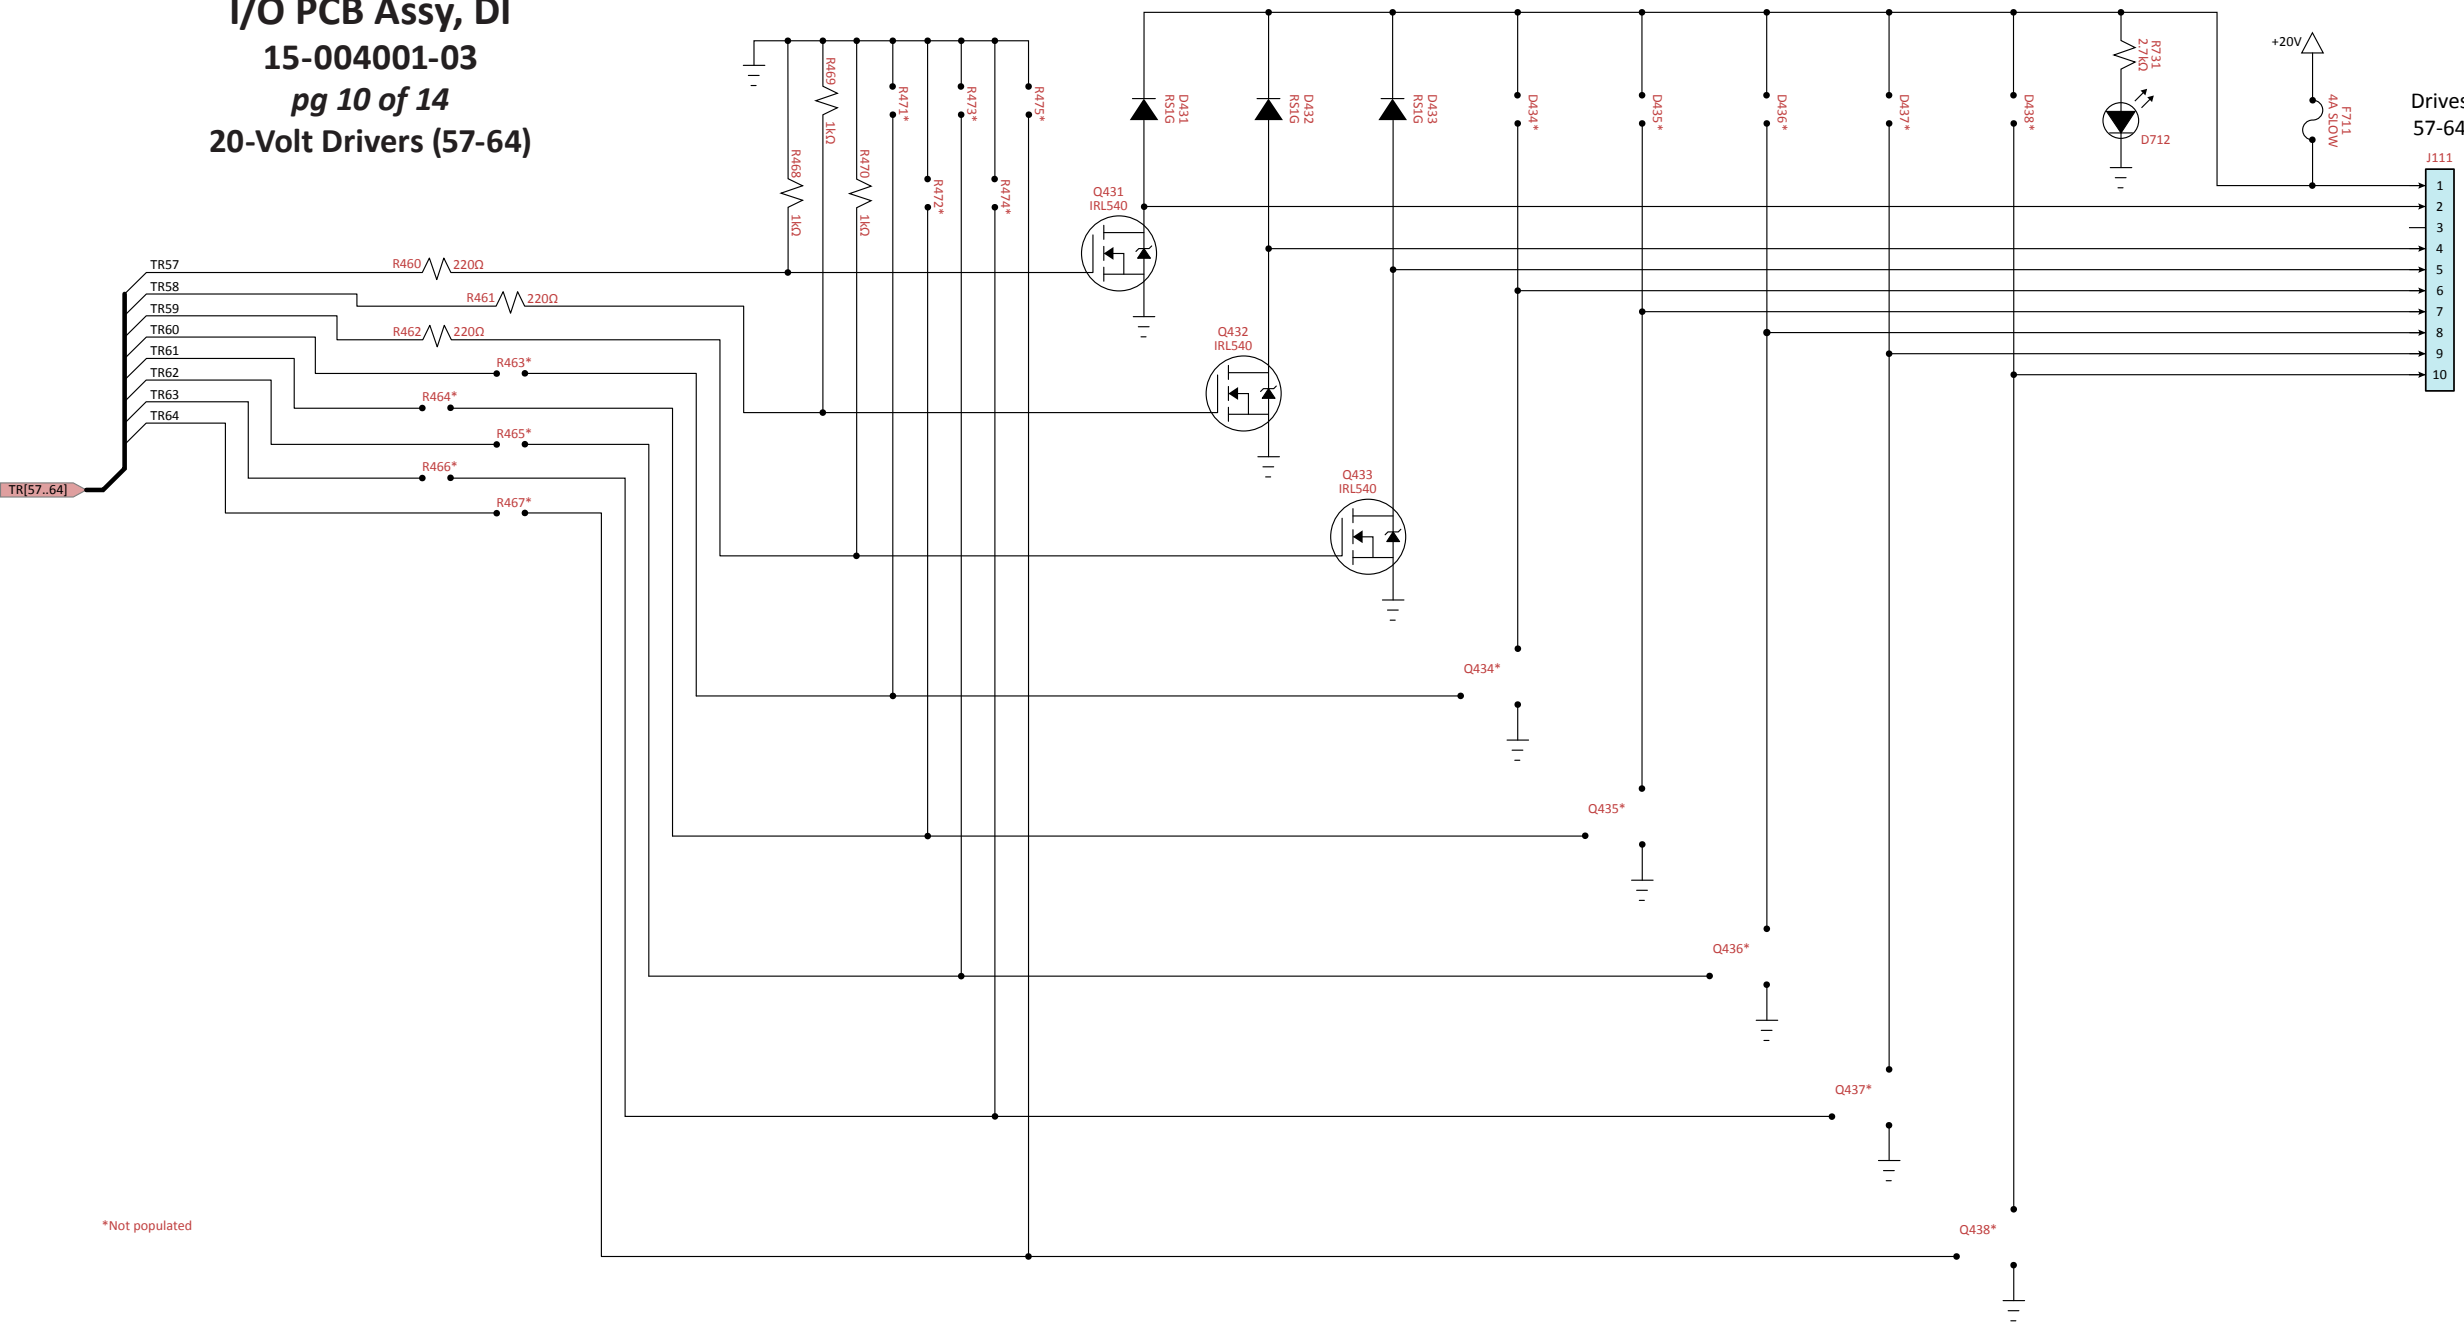 I/O PCB Assy, DI
15-004001-03
pg 10 of 14
20-Volt Drivers (57-64)
TR57
TR58
TR59
TR60
TR61
TR62
TR63
TR64
TR[57..64]
R460 220Ω
R461 220Ω
R462 220Ω
R463*
R464*
R465*
R466*
R467*
R468 1kΩ
R469 1kΩ
R470 1kΩ
R471*
R472*
R473*
R474*
R475*
Q431
IRL540
Q432
IRL540
Q433
IRL540
Q434*
Q435*
Q436*
Q437*
Q438*
D431
RS1G
D432
RS1G
D433
RS1G
D434*
D435*
D436*
D437*
D438*
R731
2.7kΩ
D712
+20V
F711
4A SLOW
Drives
57-64
J111
1
2
3
4
5
6
7
8
9
10
*Not populated